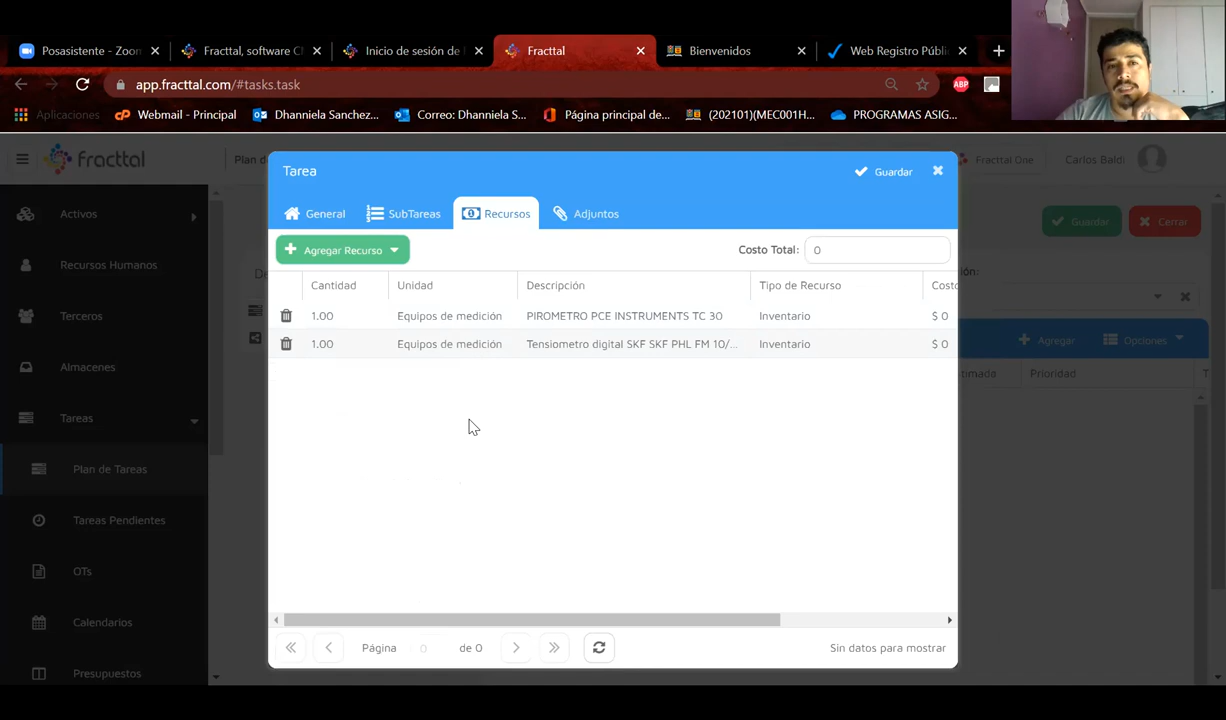 Posasistente - Zoom
Fracttal, software C
Inicio de sesión de
Fracttal
Bienvenidos
Web Registro Públi
app.fracttal.com/#tasks.task
ABP
Aplicaciones
Webmail - Principal
Dhanniela Sanchez...
Correo: Dhanniela S...
Página principal de...
(202101)(MEC001H...
PROGRAMAS ASIG...
fracttal
Plan d
Fracttal One
Carlos Baldi
Tarea
Guardar
General
SubTareas
Recursos
Adjuntos
Agregar Recurso
Costo Total:
0
Cantidad
Unidad
Descripción
Tipo de Recurso
Costo
1.00
Equipos de medición
PIROMETRO PCE INSTRUMENTS TC 30
Inventario
$ 0
1.00
Equipos de medición
Tensiometro digital SKF SKF PHL FM 10/...
Inventario
$ 0
Página
0
de 0
Sin datos para mostrar
Activos
Recursos Humanos
Terceros
Almacenes
Tareas
Plan de Tareas
Tareas Pendientes
OTs
Calendarios
Presupuestos
Guardar
Cerrar
ión:
Agregar
Opciones
imada
Prioridad
T